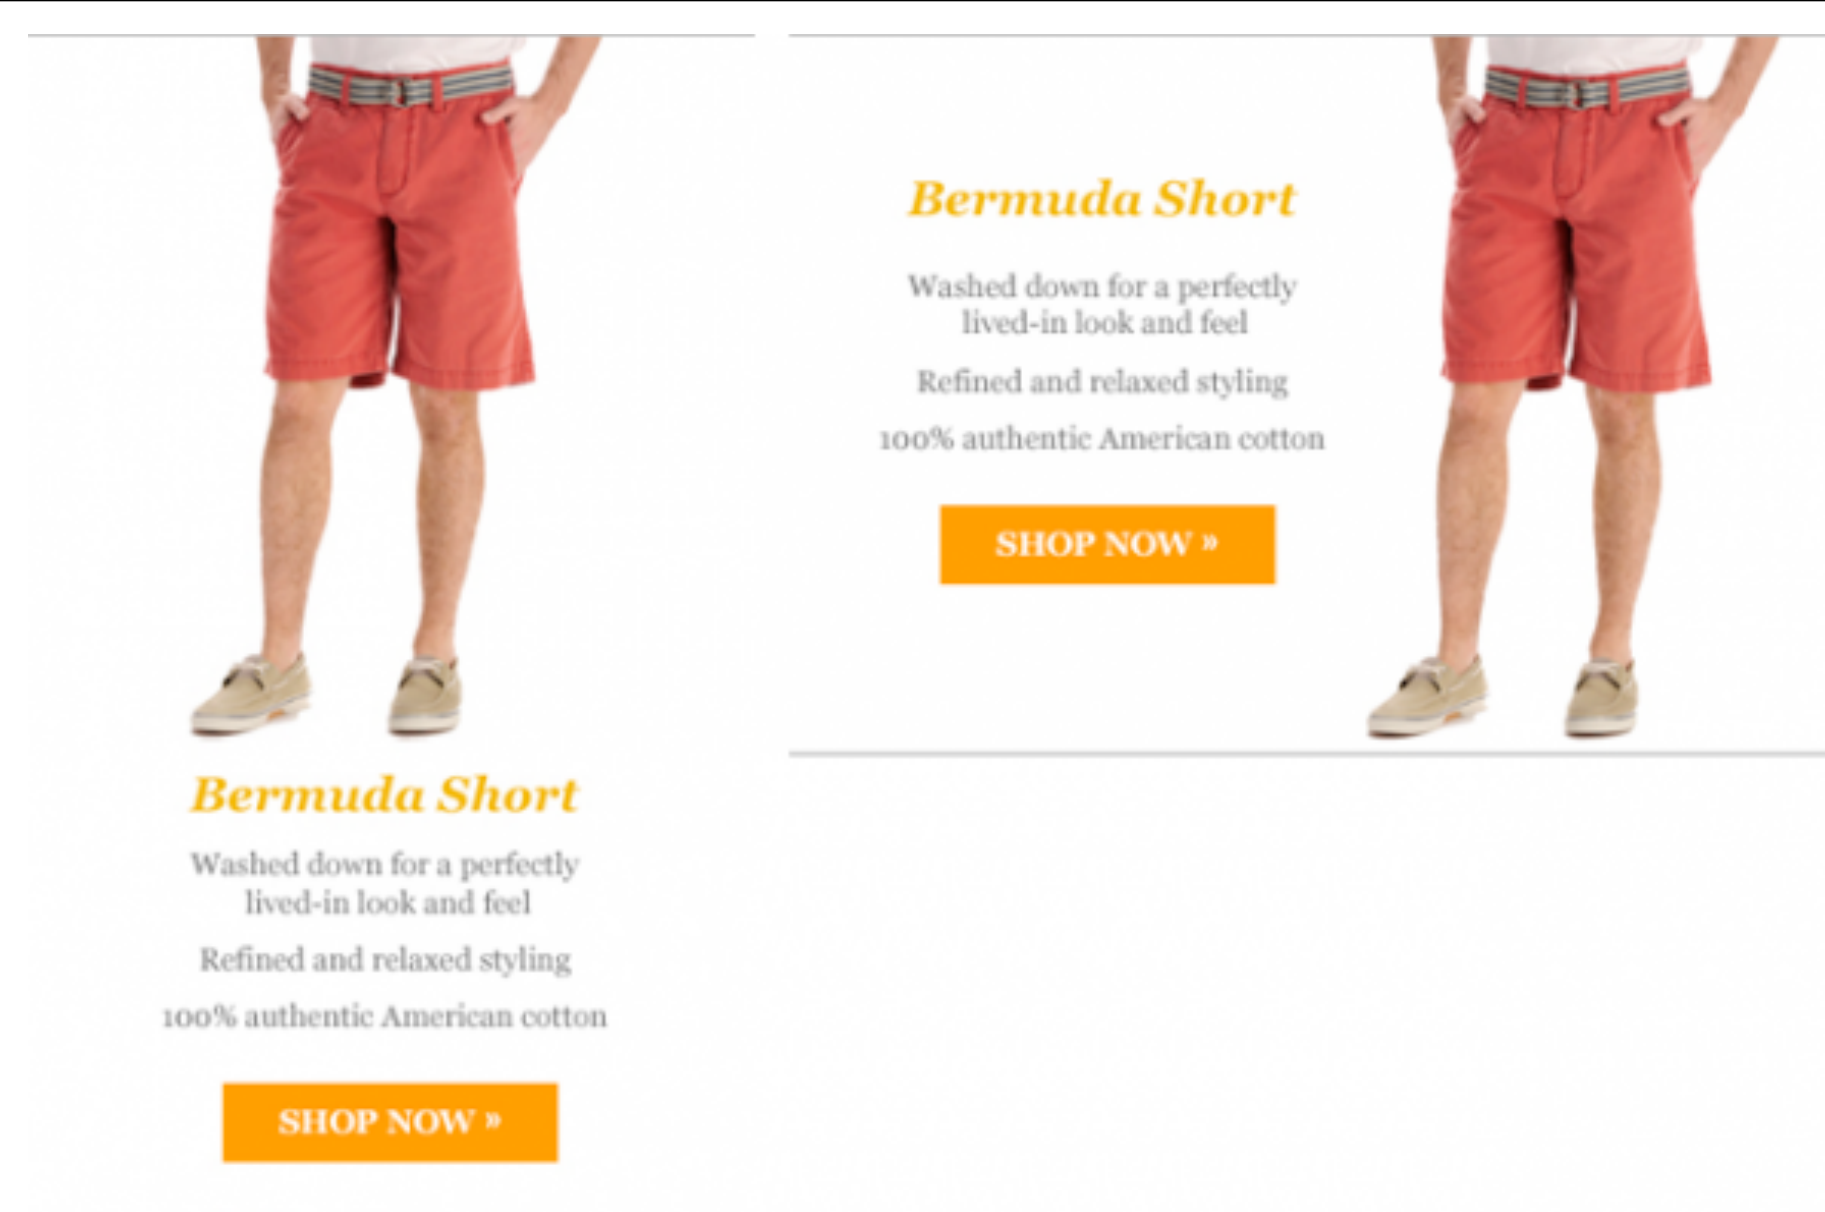 Bermuda Short
Washed down for a perfectly
lived-in look and feel
Refined and relaxed styling
100% authentic American cotton
SHOP NOW »
Bermuda Short
Washed down for a perfectly
lived-in look and feel
Refined and relaxed styling
100% authentic American cotton
SHOP NOW »